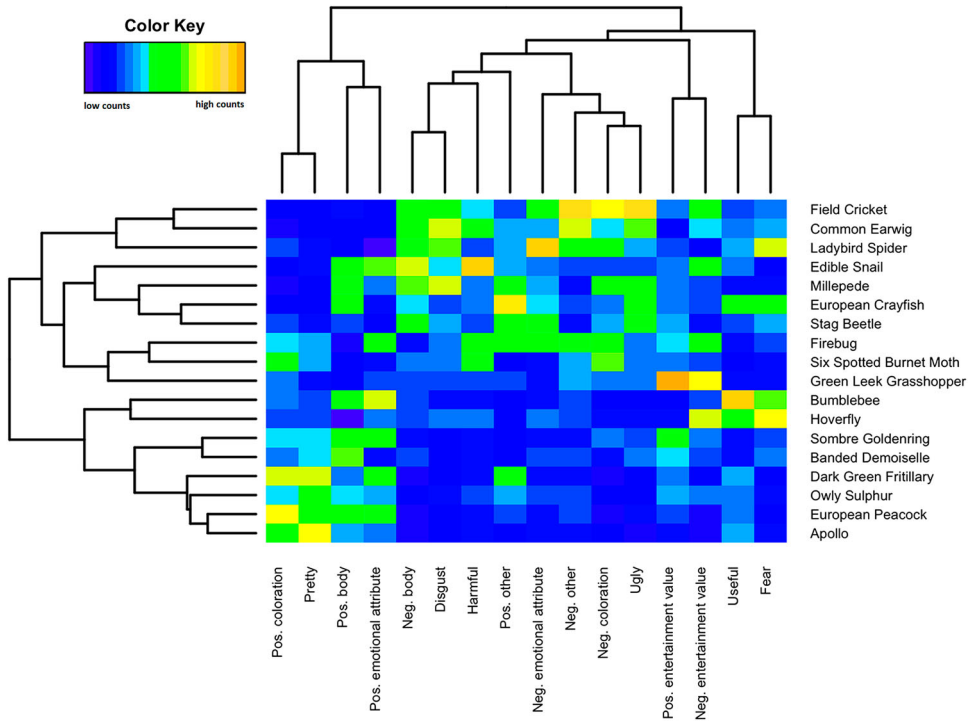 Color Key
low counts high counts
Field Cricket
Common Earwig
Ladybird Spider
Edible Snail
Millepede
European Crayfish
Stag Beetle
Firebug
Six Spotted Burnet Moth
Green Leek Grasshopper
Bumblebee
Hoverfly
Sombre Goldenring
Banded Demoiselle
Dark Green Fritillary
Owly Sulphur
European Peacock
Apollo
Pos. coloration
Pretty
Pos. body
Pos. emotional attribute
Neg. body
Disgust
Harmful
Pos. other
Neg. emotional attribute
Neg. other
Neg. coloration
Ugly
Pos. entertainment value
Neg. entertainment value
Useful
Fear